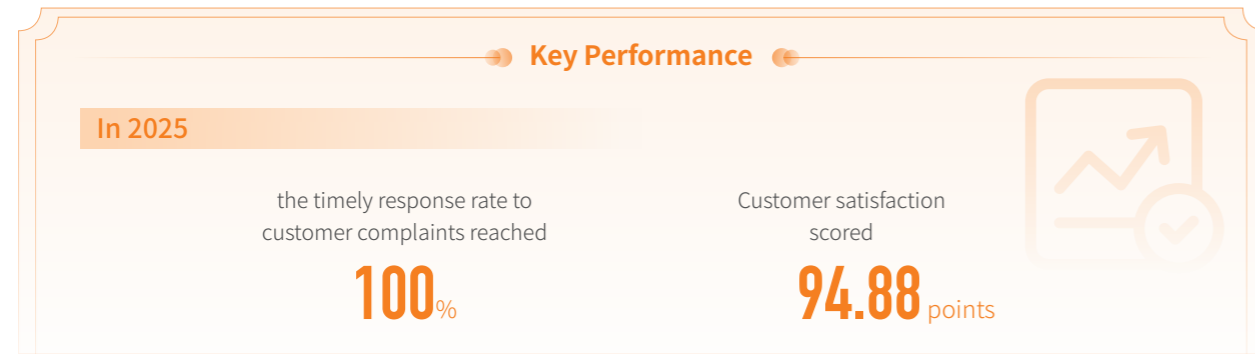 Key Performance
In 2025
the timely response rate to
customer complaints reached
100%
Customer satisfaction
scored
94.88 points